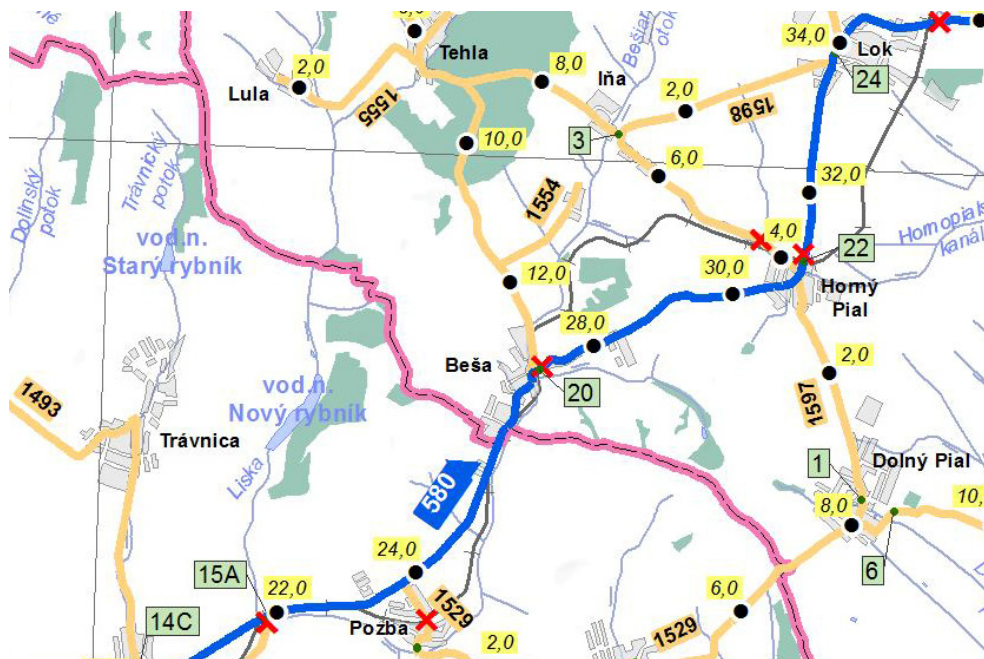 Tehla
34,0
Lok
24
Bešiansky
potok
Iňa
8,0
2,0
Lula
1555
2,0
1598
3
10,0
6,0
32,0
Dolinský
potok
Trávnický
potok
1554
vod.n.
Starý rybník
4,0
22
12,0
30,0
Horný
Pial
28,0
Beša
20
2,0
1597
vod.n.
Nový rybník
1493
Trávnica
Liska
580
1
Dolný Pial
8,0
10,
6
24,0
15A
22,0
14C
1529
Pozba
2,0
6,0
1529